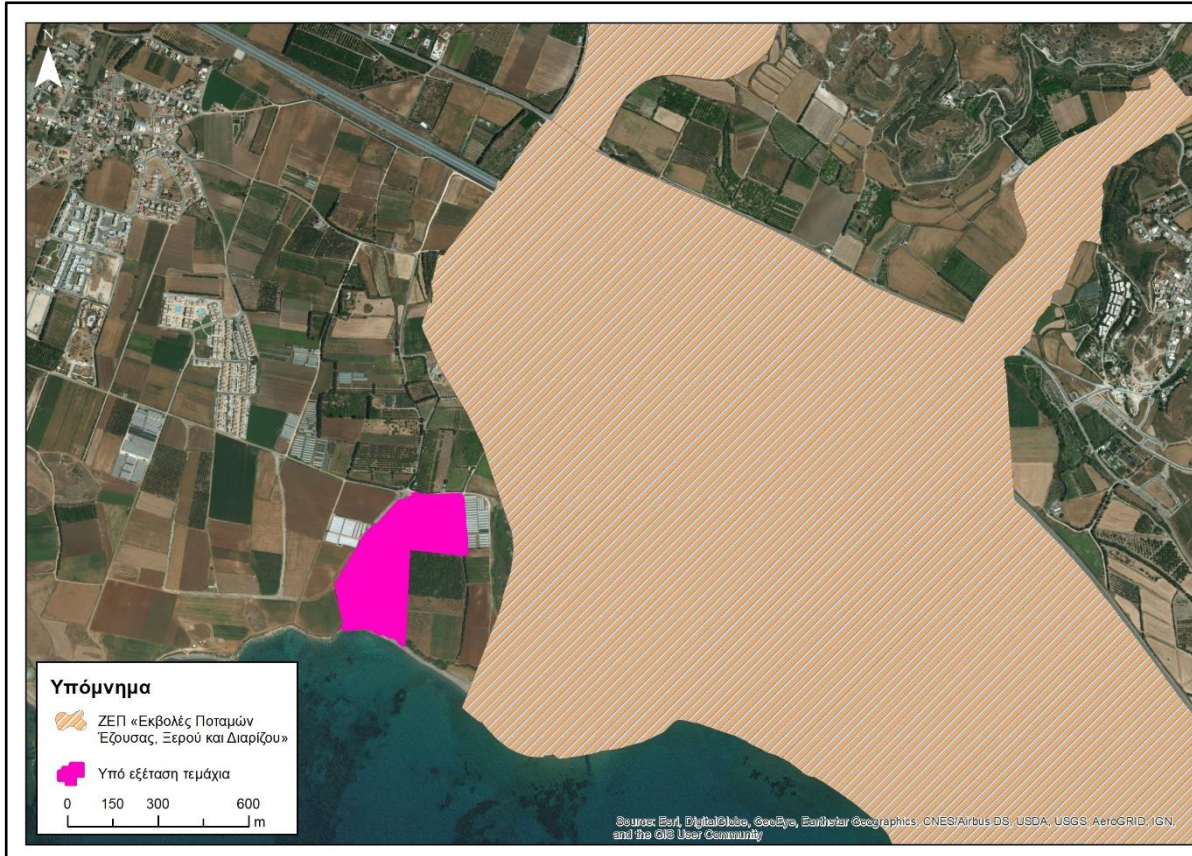 N
Υπόμνημα
ΖΕΠ «Εκβολές Ποταμών
Έζουσας, Ξερού και Διαρίζου»
Υπό εξέταση τεμάχια
0 150 300 600
m
Source: Esri, DigitalGlobe, GeoEye, Earthstar Geographics, CNES/Airbus DS, USDA, USGS, AeroGRID, IGN,
and the GIS User Community